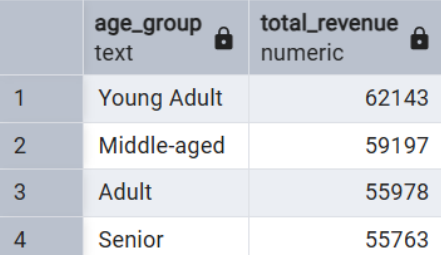 age_group total_revenue
text numeric
1 Young Adult 62143
2 Middle-aged 59197
3 Adult 55978
4 Senior 55763